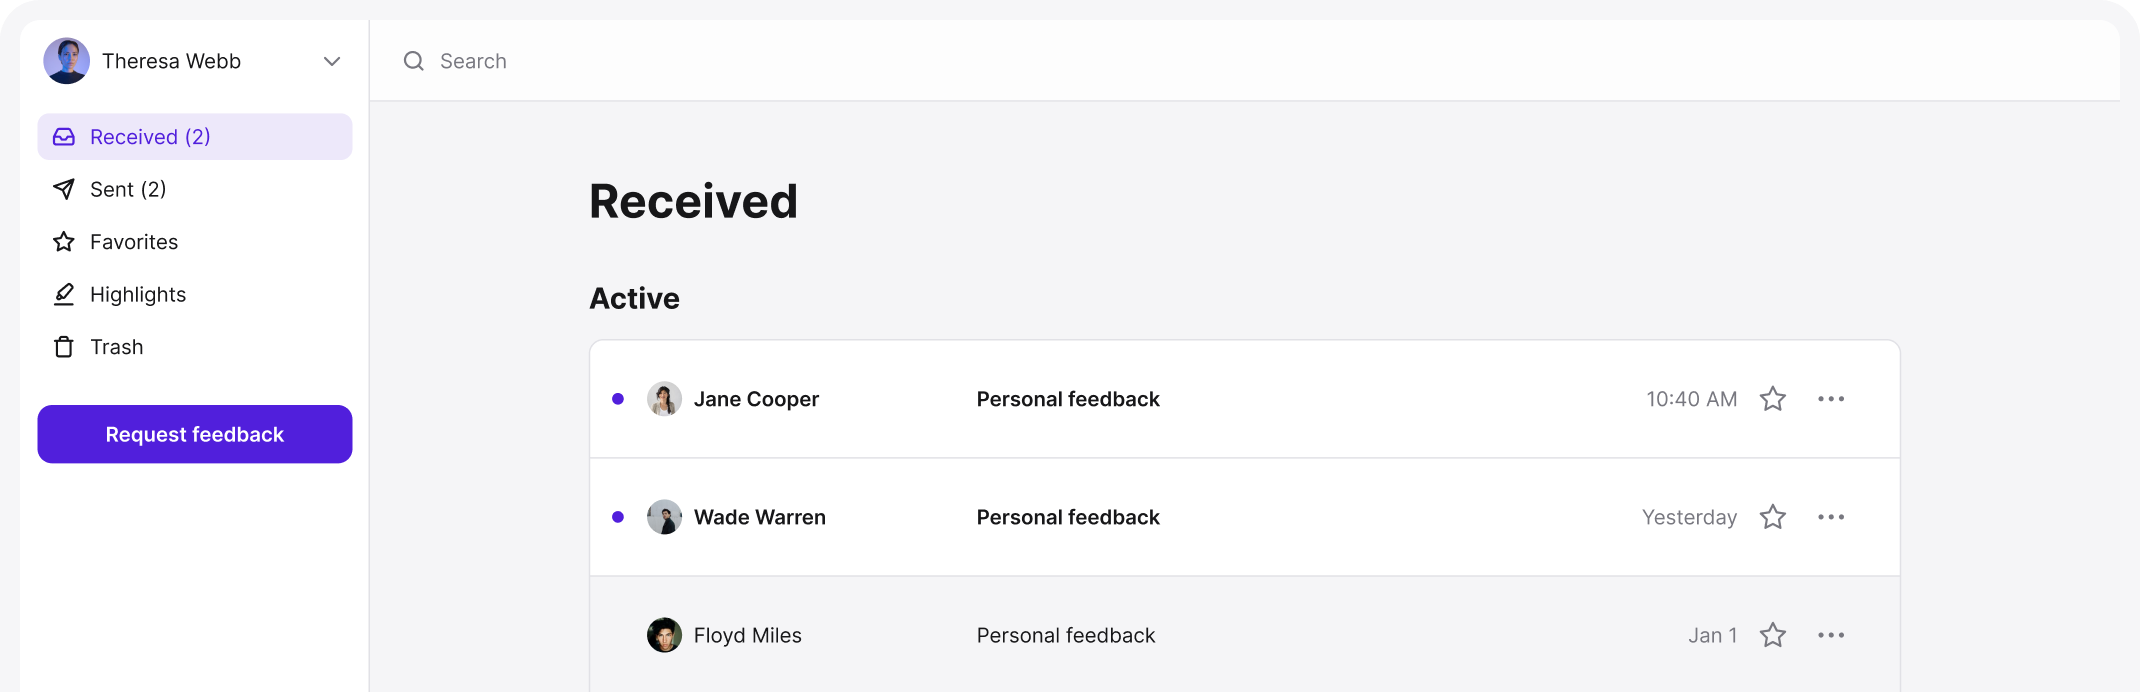 Theresa Webb
Search
Received (2)
Sent (2)
Favorites
Highlights
Trash
Request feedback
Received
Active
Jane Cooper Personal feedback 10:40 AM
Wade Warren Personal feedback Yesterday
Floyd Miles Personal feedback Jan 1